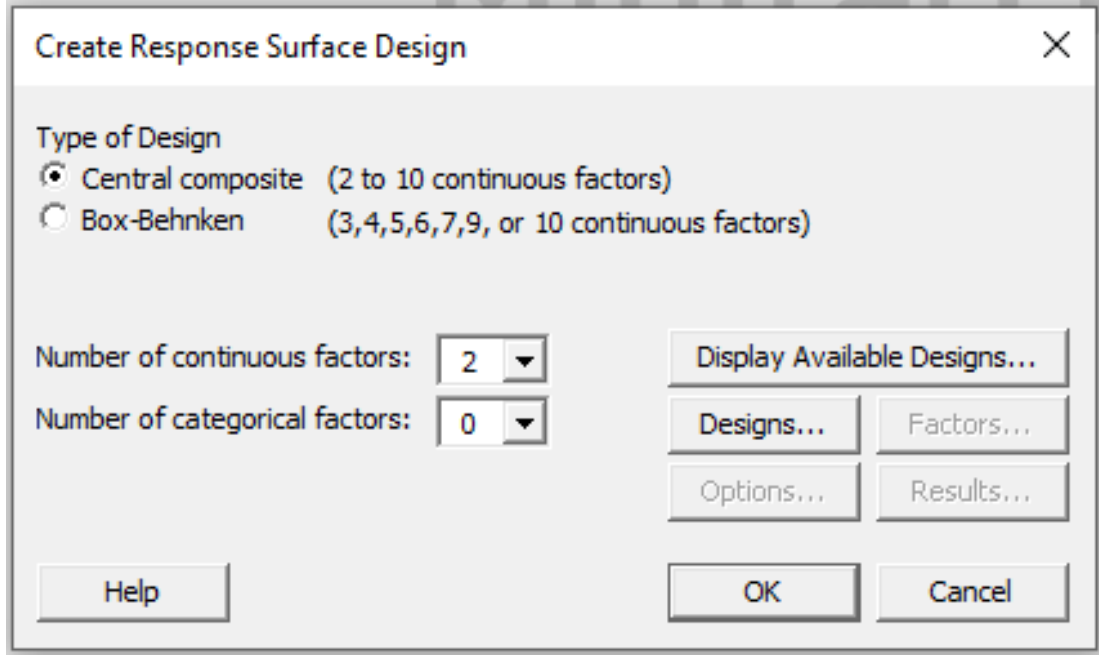 Create Response Surface Design
Type of Design
Central composite (2 to 10 continuous factors)
Box-Behnken (3,4,5,6,7,9, or 10 continuous factors)
Number of continuous factors: 2
Display Available Designs...
Number of categorical factors: 0
Designs... Factors...
Options... Results...
Help OK Cancel